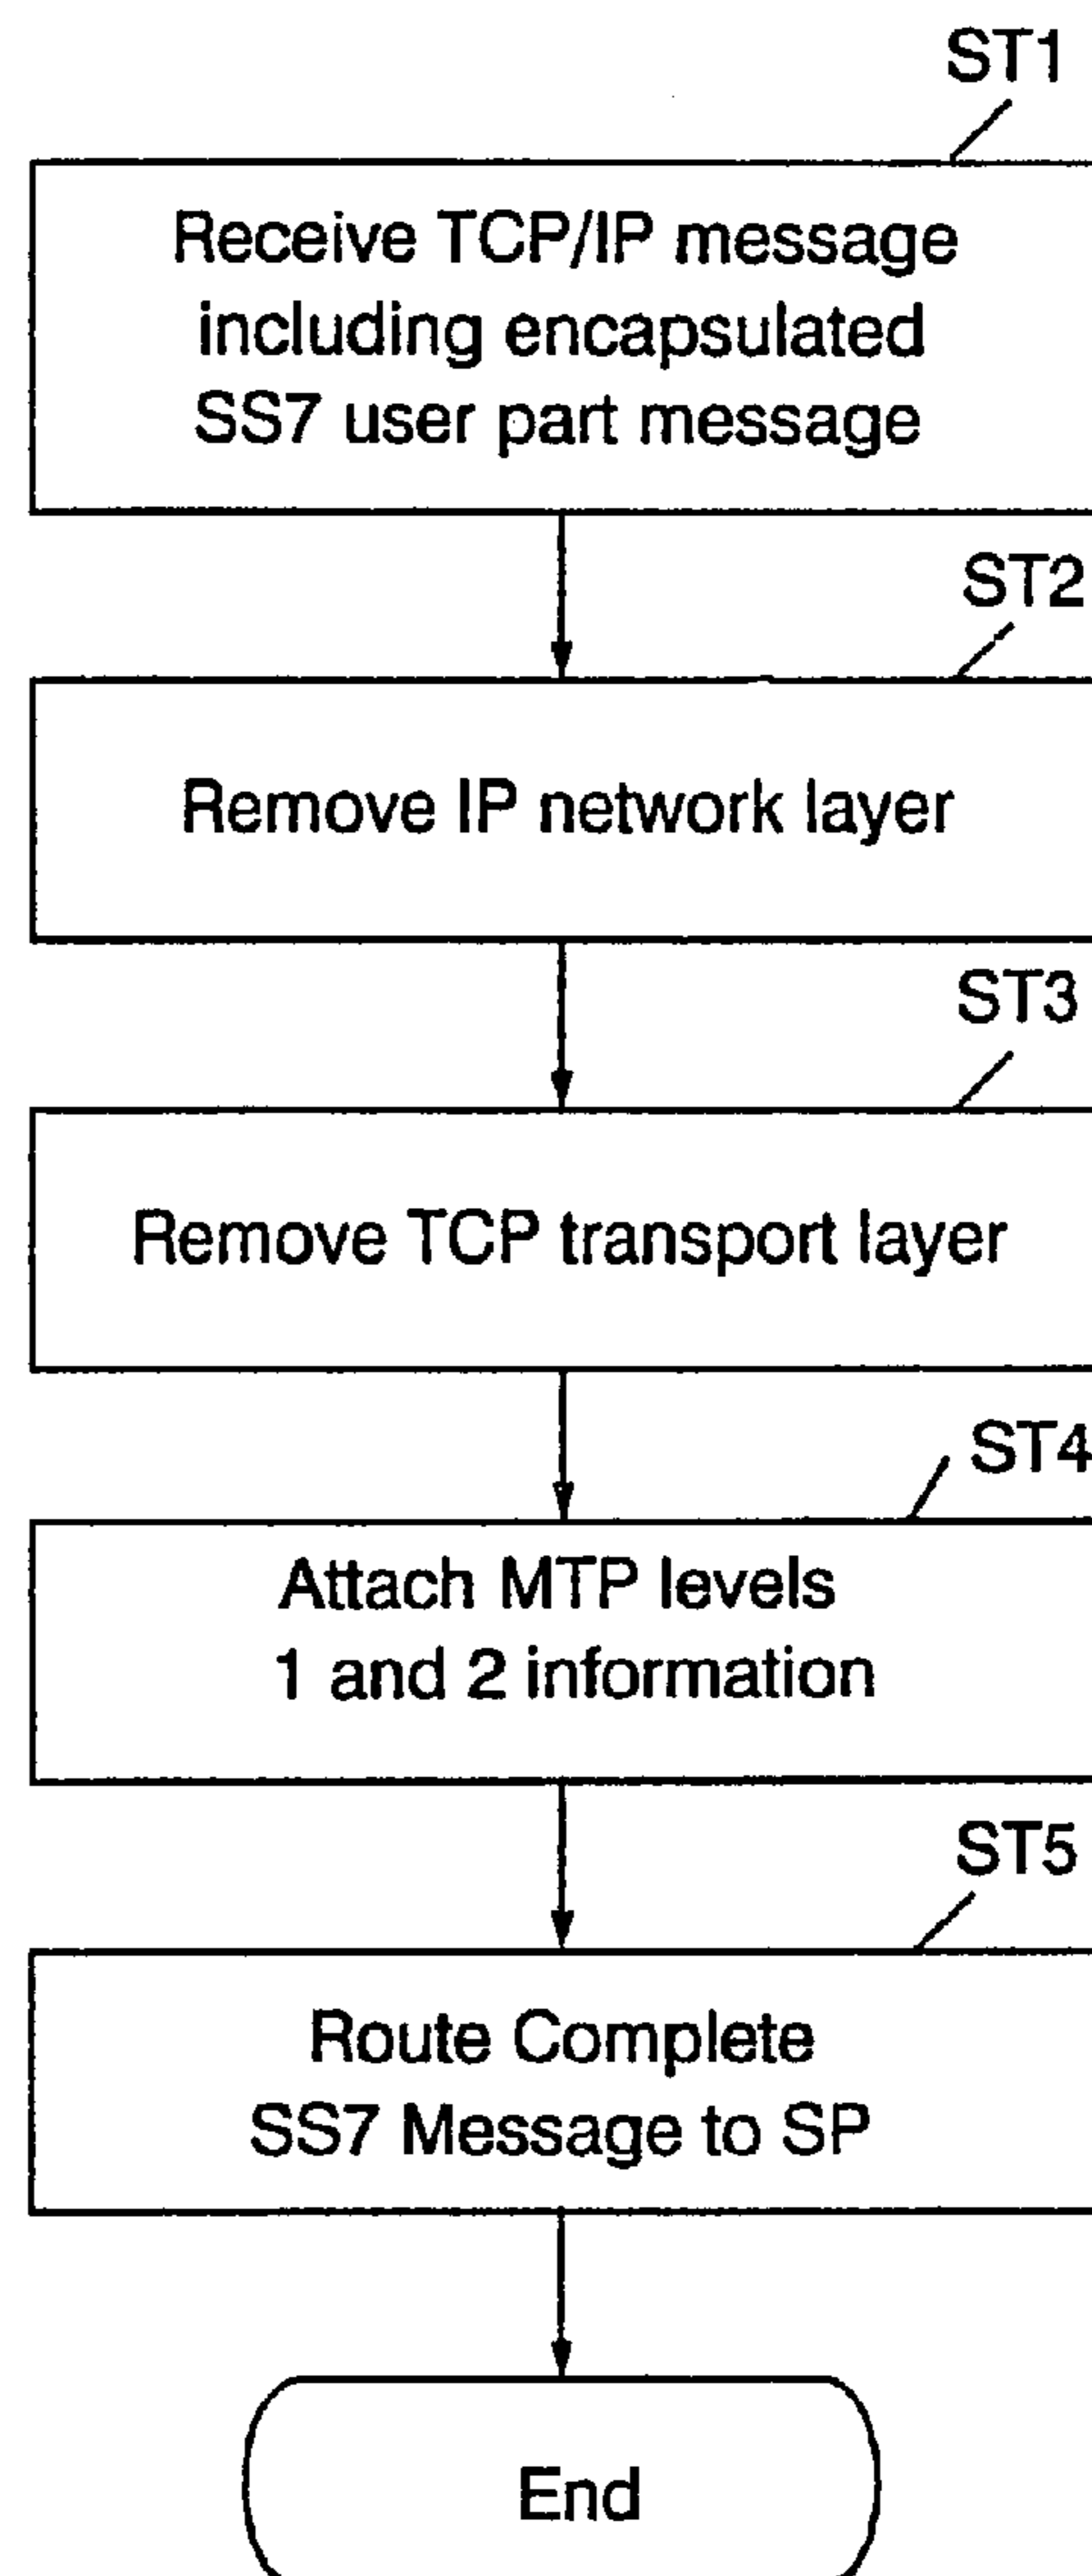 ST1
Receive TCP/IP message
including encapsulated
SS7 user part message
ST2
Remove IP network layer
ST3
Remove TCP transport layer
ST4
Attach MTP levels
1 and 2 information
ST5
Route Complete
SS7 Message to SP
End